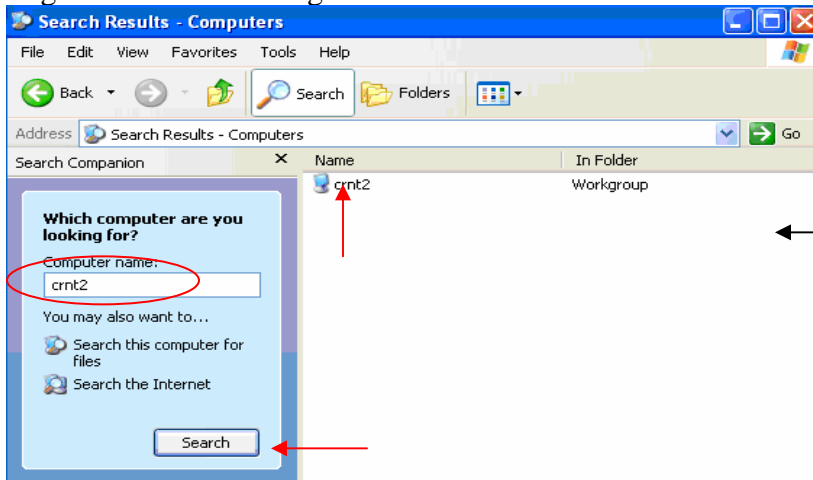 Search Results - Computers
File Edit View Favorites Tools Help
Back Search Folders
Address Search Results - Computers Go
Search Companion X Name In Folder
crnt2 Workgroup
Which computer are you
looking for?
Computer name:
crnt2
You may also want to...
Search this computer for
files
Search the Internet
Search